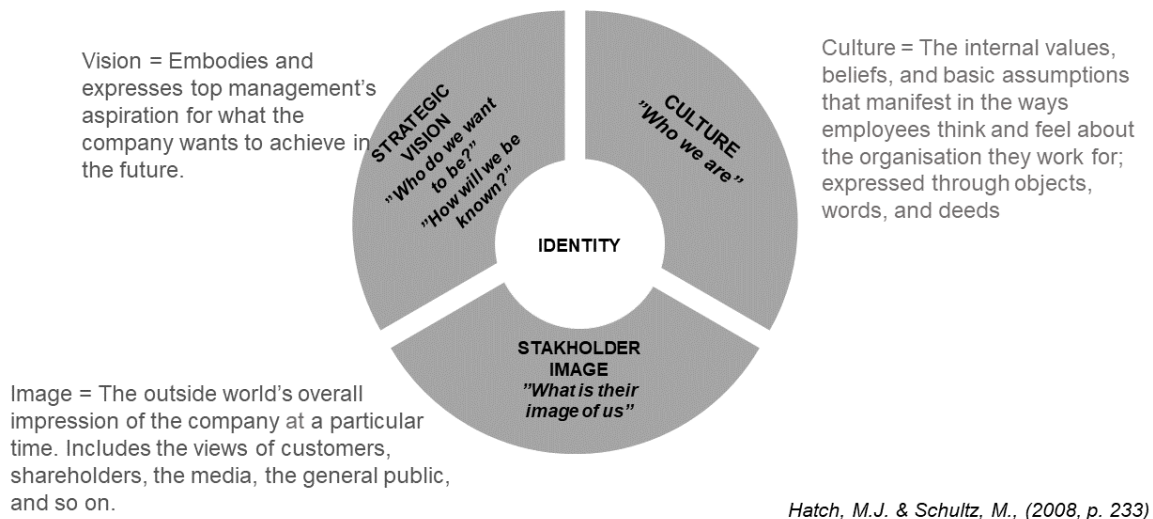 Vision = Embodies and
expresses top management's
aspiration for what the
company wants to achieve in
the future.
STRATEGIC
VISION
”Who do we want
to be?”
”How will we be
known?”
CULTURE
”Who we are”
Culture = The internal values,
beliefs, and basic assumptions
that manifest in the ways
employees think and feel about
the organisation they work for;
expressed through objects,
words, and deeds
IDENTITY
STAKHOLDER
IMAGE
”What is their
image of us”
Image = The outside world's overall
impression of the company at a particular
time. Includes the views of customers,
shareholders, the media, the general public,
and so on.
Hatch, M.J. & Schultz, M., (2008, p. 233)